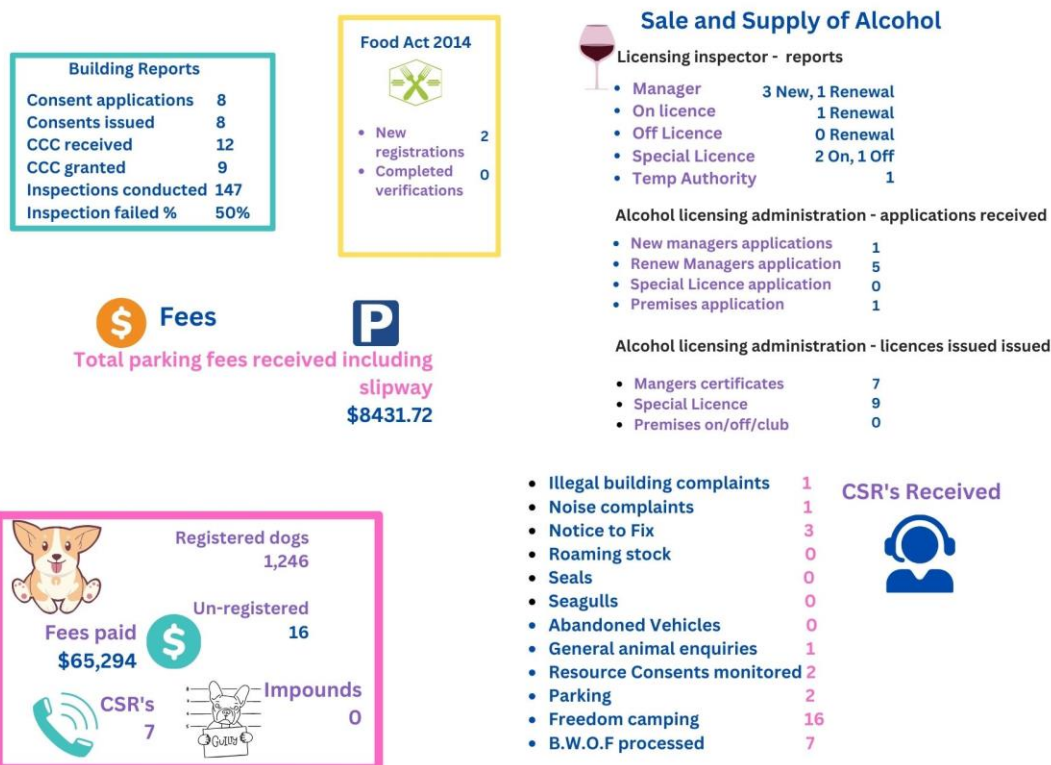 Building Reports
Consent applications 8
Consents issued 8
CCC received 12
CCC granted 9
Inspections conducted 147
Inspection failed % 50%
Food Act 2014
• New registrations 2
• Completed verifications 0
Sale and Supply of Alcohol
Licensing inspector - reports
• Manager 3 New, 1 Renewal
• On licence 1 Renewal
• Off Licence 0 Renewal
• Special Licence 2 On, 1 Off
• Temp Authority 1
Alcohol licensing administration - applications received
• New managers applications 1
• Renew Managers application 5
• Special Licence application 0
• Premises application 1
Alcohol licensing administration - licences issued issued
• Mangers certificates 7
• Special Licence 9
• Premises on/off/club 0
$ Fees
P
Total parking fees received including
slipway
$8431.72
Registered dogs
1,246
Un-registered
16
Fees paid
$65,294
$
CSR's
7
Impounds
0
GUILTY
CSR's Received
• Illegal building complaints 1
• Noise complaints 1
• Notice to Fix 3
• Roaming stock 0
• Seals 0
• Seagulls 0
• Abandoned Vehicles 0
• General animal enquiries 1
• Resource Consents monitored 2
• Parking 2
• Freedom camping 16
• B.W.O.F processed 7